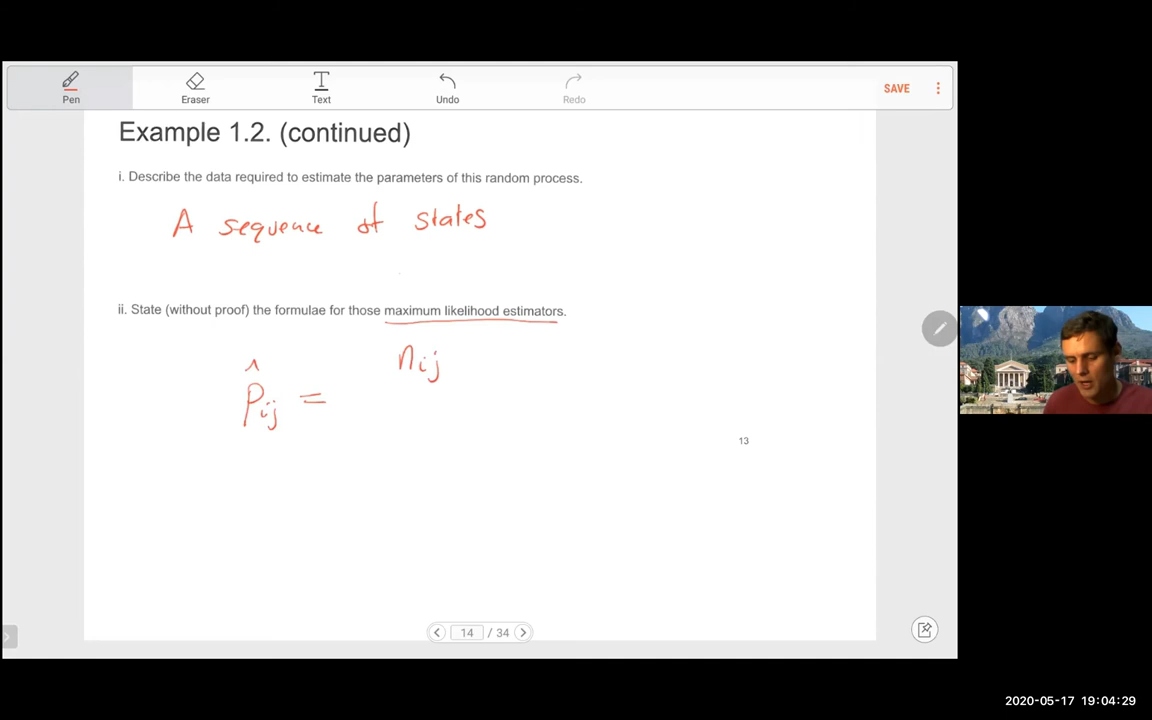 Pen
Eraser
Text
Undo
Redo
SAVE
Example 1.2. (continued)
i. Describe the data required to estimate the parameters of this random process.
A sequence of states
ii. State (without proof) the formulae for those maximum likelihood estimators.
p̂ij = nij
13
14 / 34
2020-05-17 19:04:29